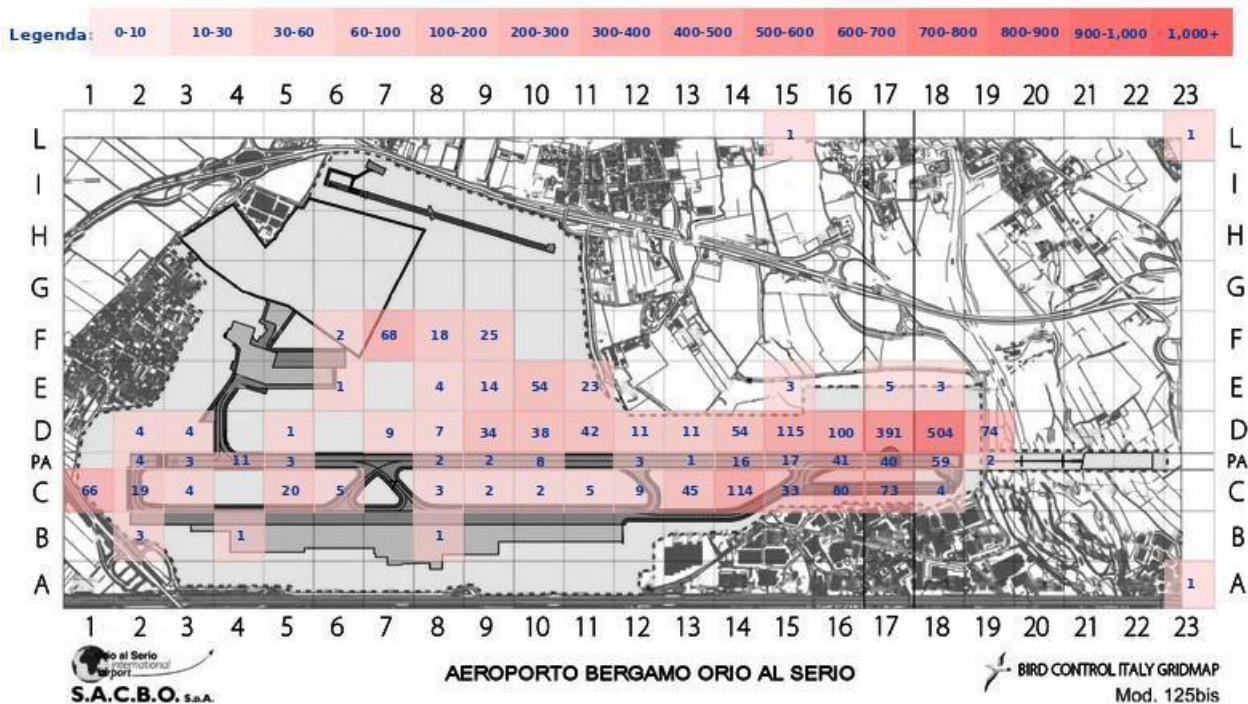 Legenda: 0-10 10-30 30-60 60-100 100-200 200-300 300-400 400-500 500-600 600-700 700-800 800-900 900-1,000 1,000+
1 2 3 4 5 6 7 8 9 10 11 12 13 14 15 16 17 18 19 20 21 22 23
L 1 1 L
I I
H H
G G
F 2 68 18 25 F
E 1 4 14 54 23 3 5 3 E
D 4 4 1 9 7 34 38 42 11 11 54 115 100 391 504 74 D
PA 4 3 11 3 2 2 8 3 1 16 17 41 40 59 2 PA
C 66 19 4 20 5 3 2 2 5 9 45 114 33 80 73 4 C
B 3 1 1 B
A 1 A
1 2 3 4 5 6 7 8 9 10 11 12 13 14 15 16 17 18 19 20 21 22 23
io al Serio
international
irport
S.A.C.B.O. S.p.A.
AEROPORTO BERGAMO ORIO AL SERIO
BIRD CONTROL ITALY GRIDMAP
Mod. 125bis